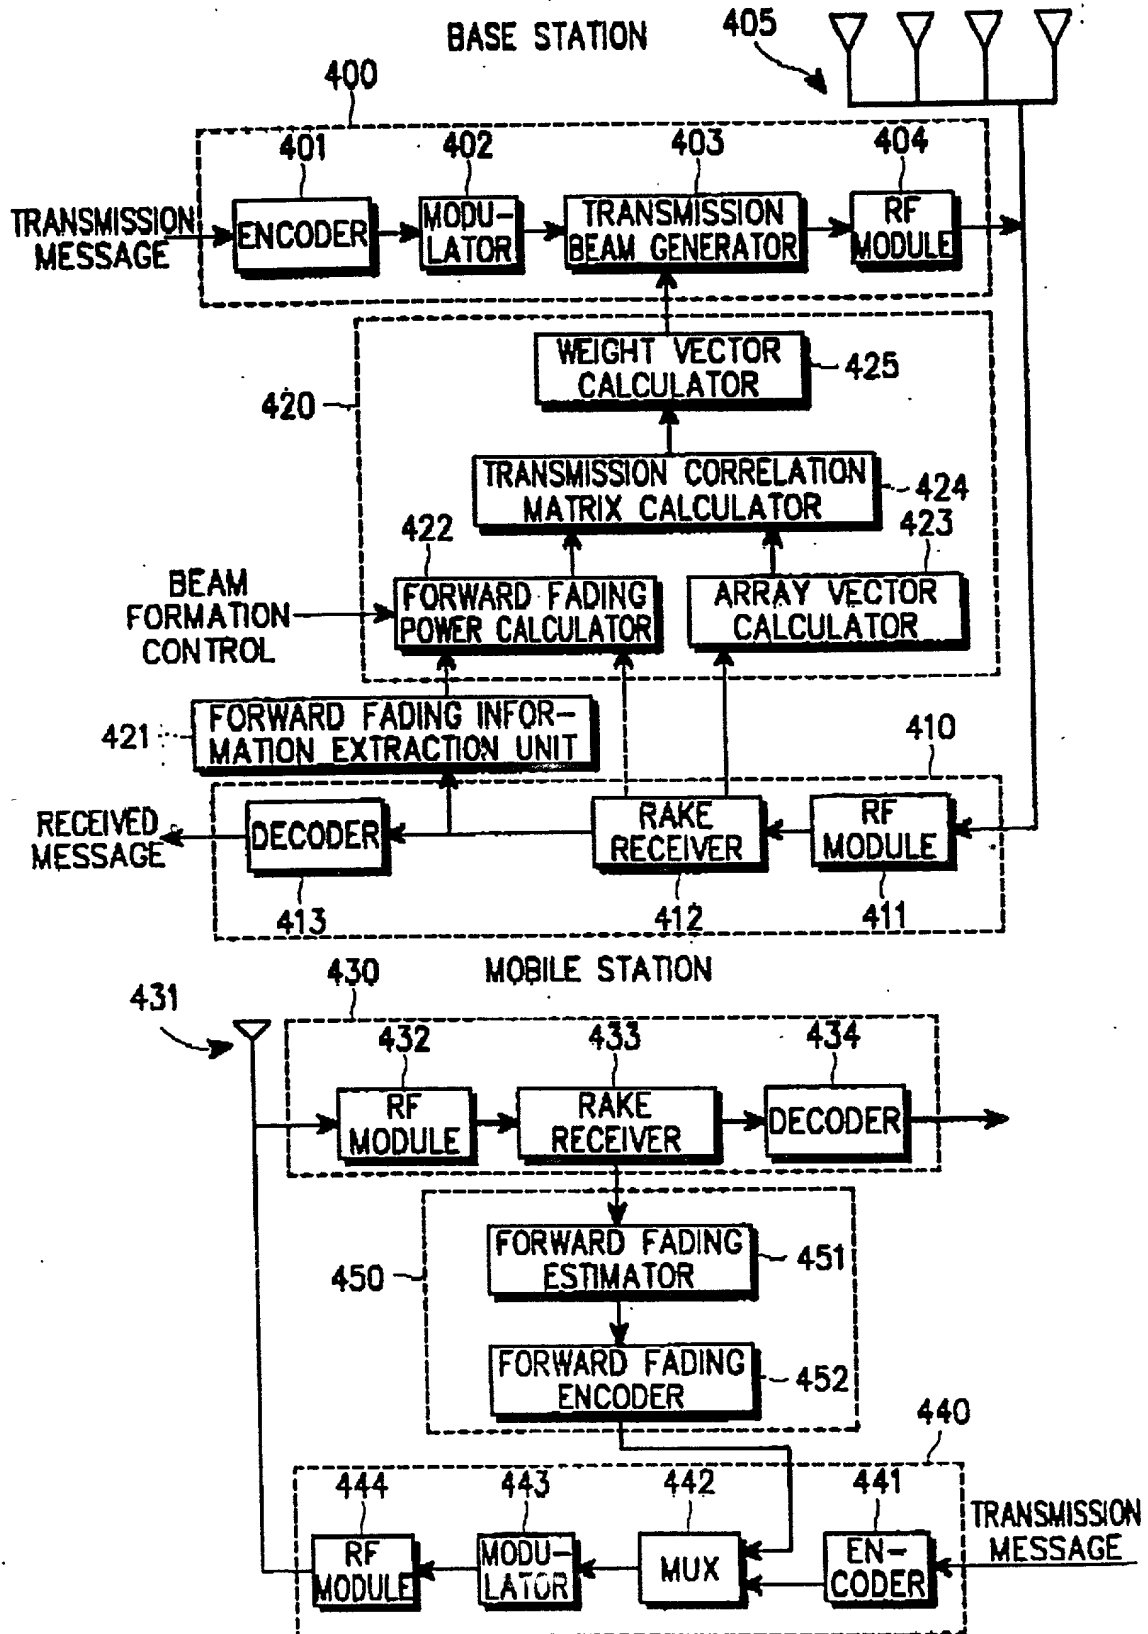 BASE STATION
405
400
401
402
403
404
TRANSMISSION
MESSAGE
ENCODER
MODU-
LATOR
TRANSMISSION
BEAM GENERATOR
RF
MODULE
WEIGHT VECTOR
CALCULATOR
425
420
TRANSMISSION CORRELATION
MATRIX CALCULATOR
424
422
423
BEAM
FORMATION
CONTROL
FORWARD FADING
POWER CALCULATOR
ARRAY VECTOR
CALCULATOR
421
FORWARD FADING INFOR-
MATION EXTRACTION UNIT
410
RECEIVED
MESSAGE
DECODER
RAKE
RECEIVER
RF
MODULE
413
412
411
MOBILE STATION
430
431
432
433
434
RF
MODULE
RAKE
RECEIVER
DECODER
FORWARD FADING
ESTIMATOR
451
450
FORWARD FADING
ENCODER
452
440
444
443
442
441
TRANSMISSION
MESSAGE
RF
MODULE
MODU-
LATOR
MUX
EN-
CODER